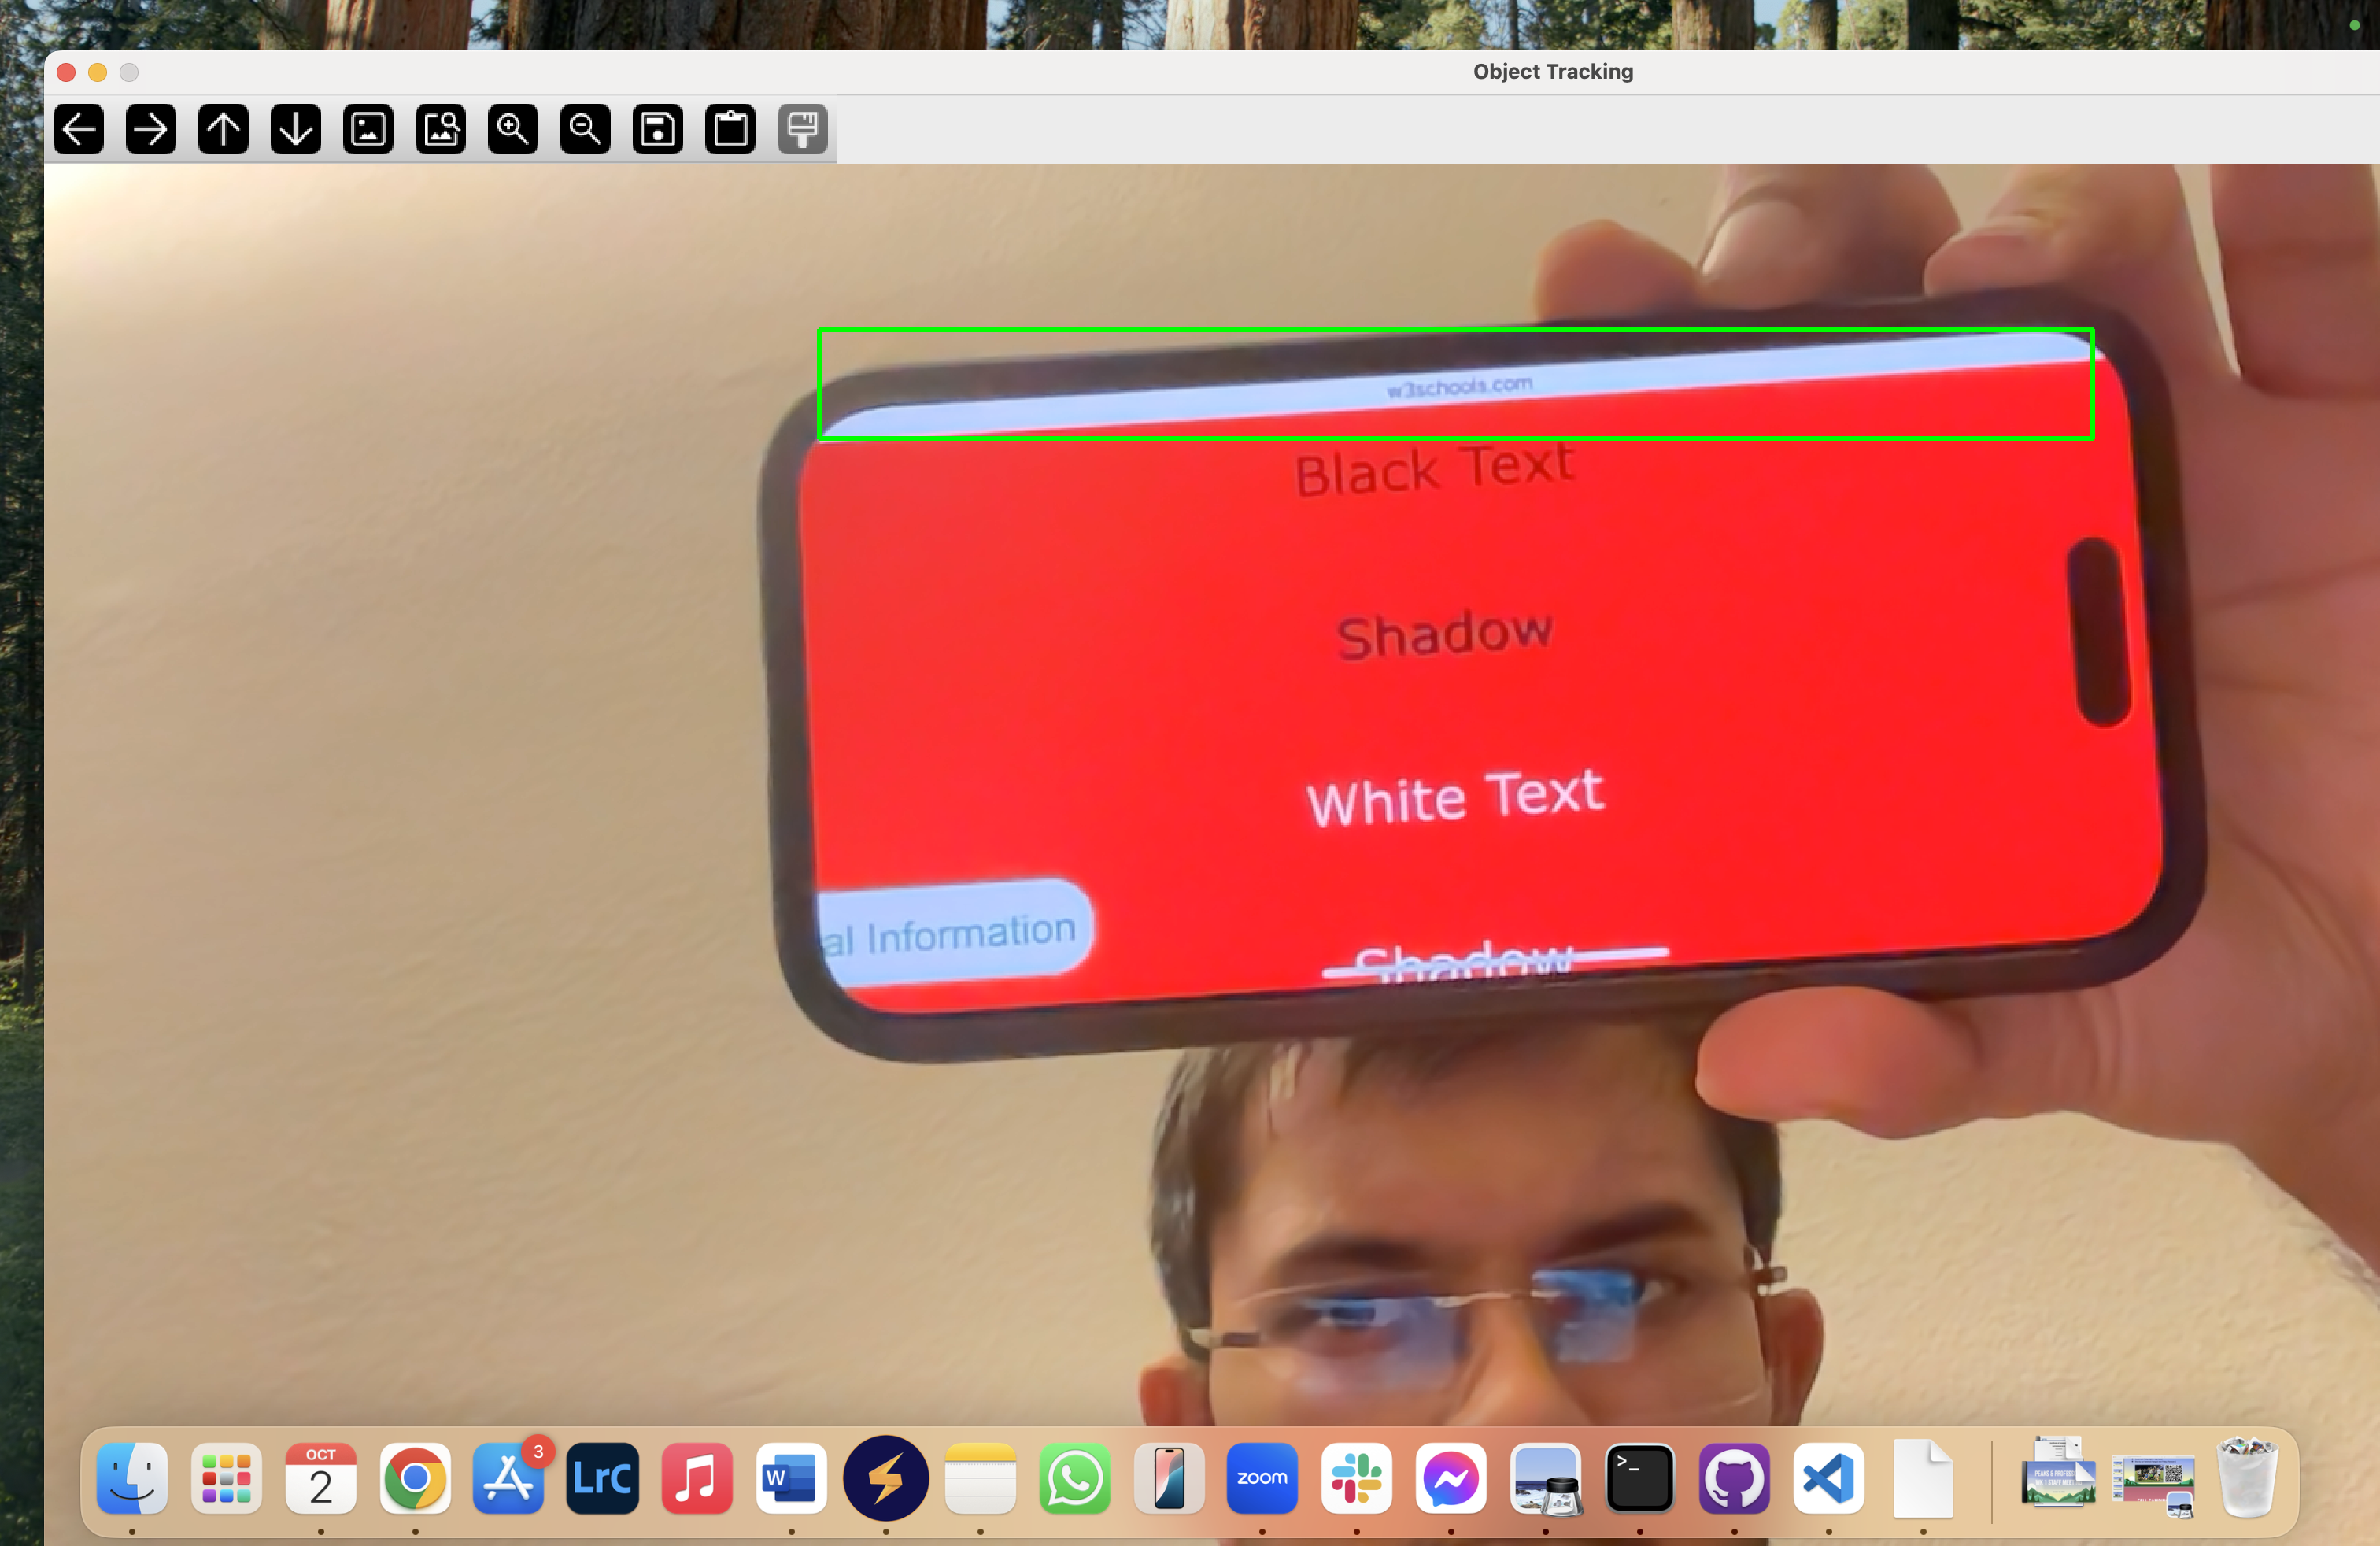 Object Tracking
w3schools.com
Black Text
Shadow
White Text
al Information
Shadow
OCT
2
3
LrC
W
zoom
>_